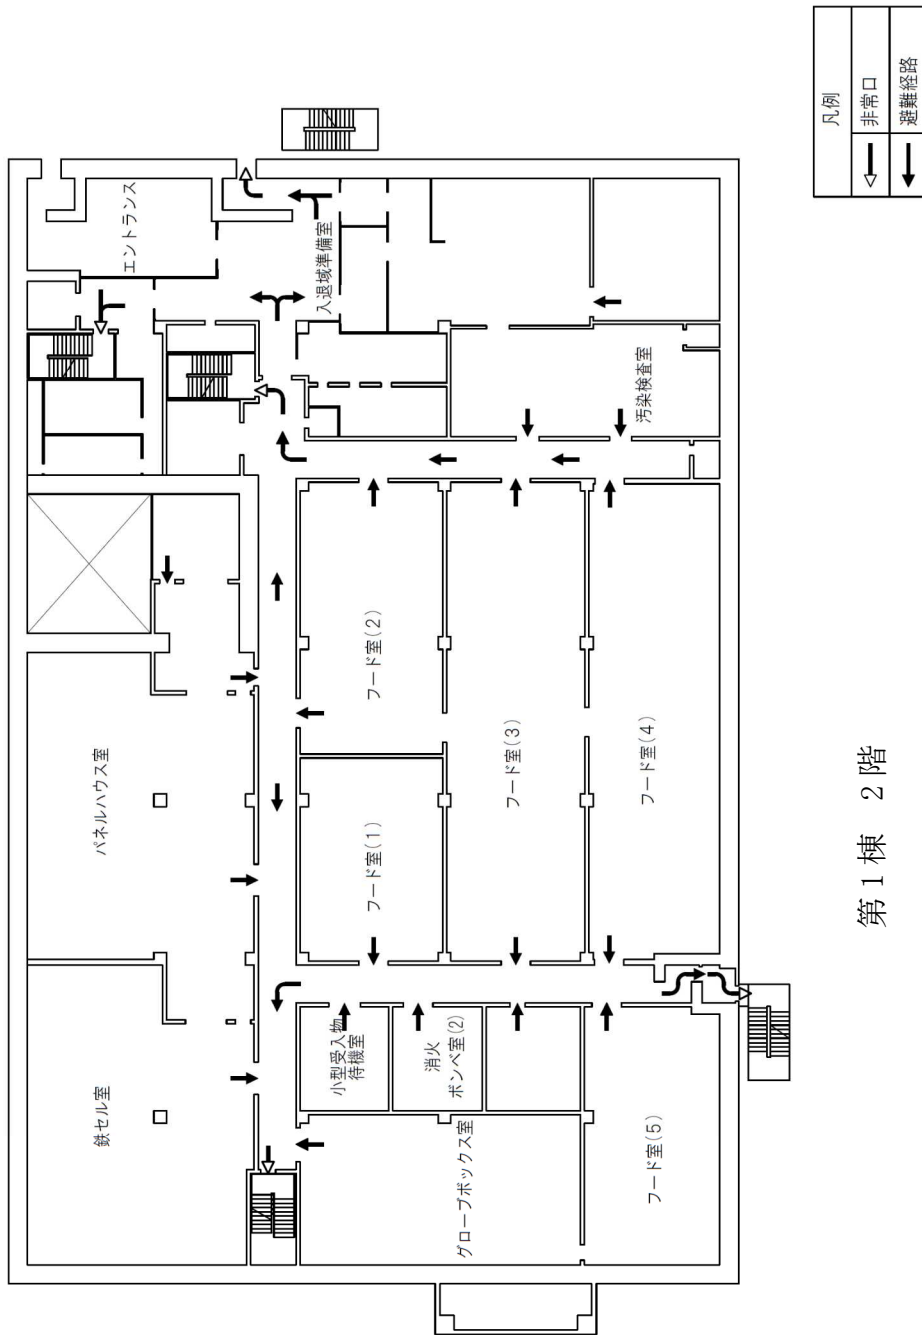 凡例
非常口
避難経路
エントランス
入退域準備室
汚染検査室
パネルハウス室
フード室(2)
フード室(3)
フード室(4)
フード室(1)
鉄セル室
小型受入物
待機室
消火
ボンベ室(2)
グローブボックス室
フード室(5)
第1棟 2階